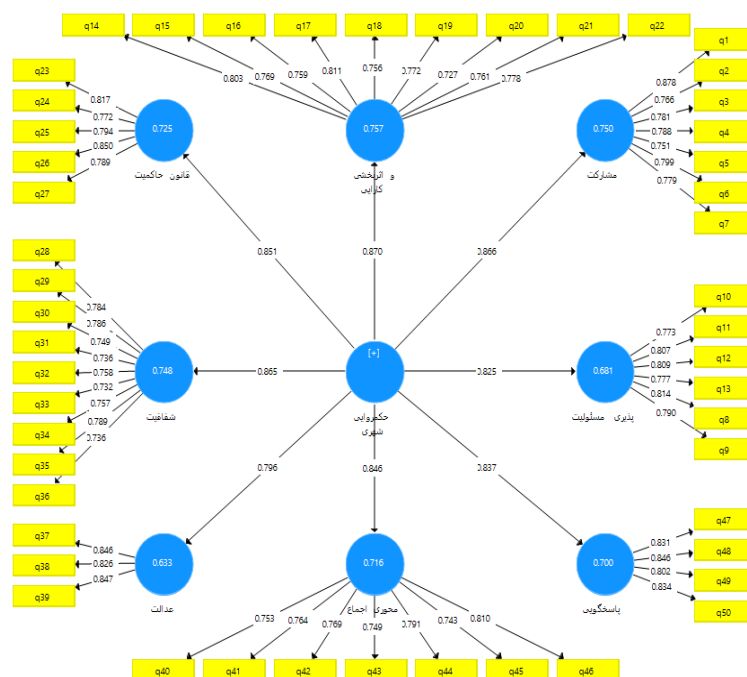 q14 q15 q16 q17 q18 q19 q20 q21 q22
0.803 0.769 0.759 0.811 0.756 0.772 0.727 0.761 0.778
q23
q24
q25
q26
q27
0.817
0.772
0.794
0.850
0.789
0.725
قانون حاکمیت
0.757
و اثربخشی
کارایی
0.750
مشارکت
0.878
0.766
0.781
0.788
0.751
0.799
0.779
q1
q2
q3
q4
q5
q6
q7
0.851 0.870 0.866
q28
q29
q30
q31
q32
q33
q34
q35
q36
0.784
0.786
0.749
0.736
0.758
0.732
0.757
0.789
0.736
0.748
شفافیت
0.865
[+]
حکمروایی
شهری
0.825
0.681
پذیری مسئولیت
0.773
0.807
0.809
0.777
0.814
0.790
q10
q11
q12
q13
q8
q9
0.796 0.846 0.837
q37
q38
q39
0.846
0.826
0.847
0.633
عدالت
0.716
محوری اجماع
0.700
پاسخگویی
0.831
0.846
0.802
0.834
q47
q48
q49
q50
0.753 0.764 0.769 0.749 0.791 0.743 0.810
q40 q41 q42 q43 q44 q45 q46